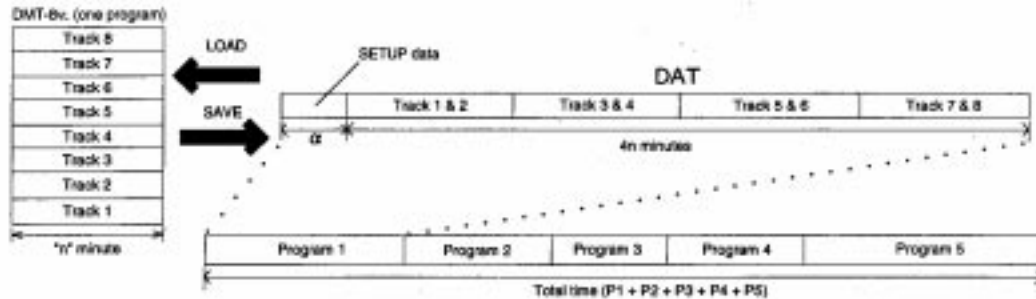 DMT-8v. (one program)
Track 8
Track 7
Track 6
Track 5
Track 4
Track 3
Track 2
Track 1
"n" minute
LOAD
SAVE
SETUP data
DAT
Track 1 & 2
Track 3 & 4
Track 5 & 6
Track 7 & 8
α
4n minutes
Program 1
Program 2
Program 3
Program 4
Program 5
Total time (P1 + P2 + P3 + P4 + P5)